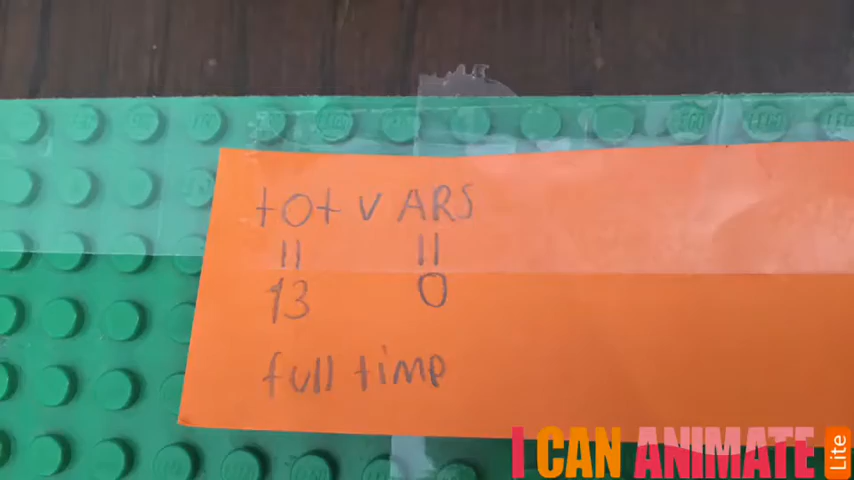 tot v ARS
11 11
13 0
full time
I CAN ANIMATE Lite